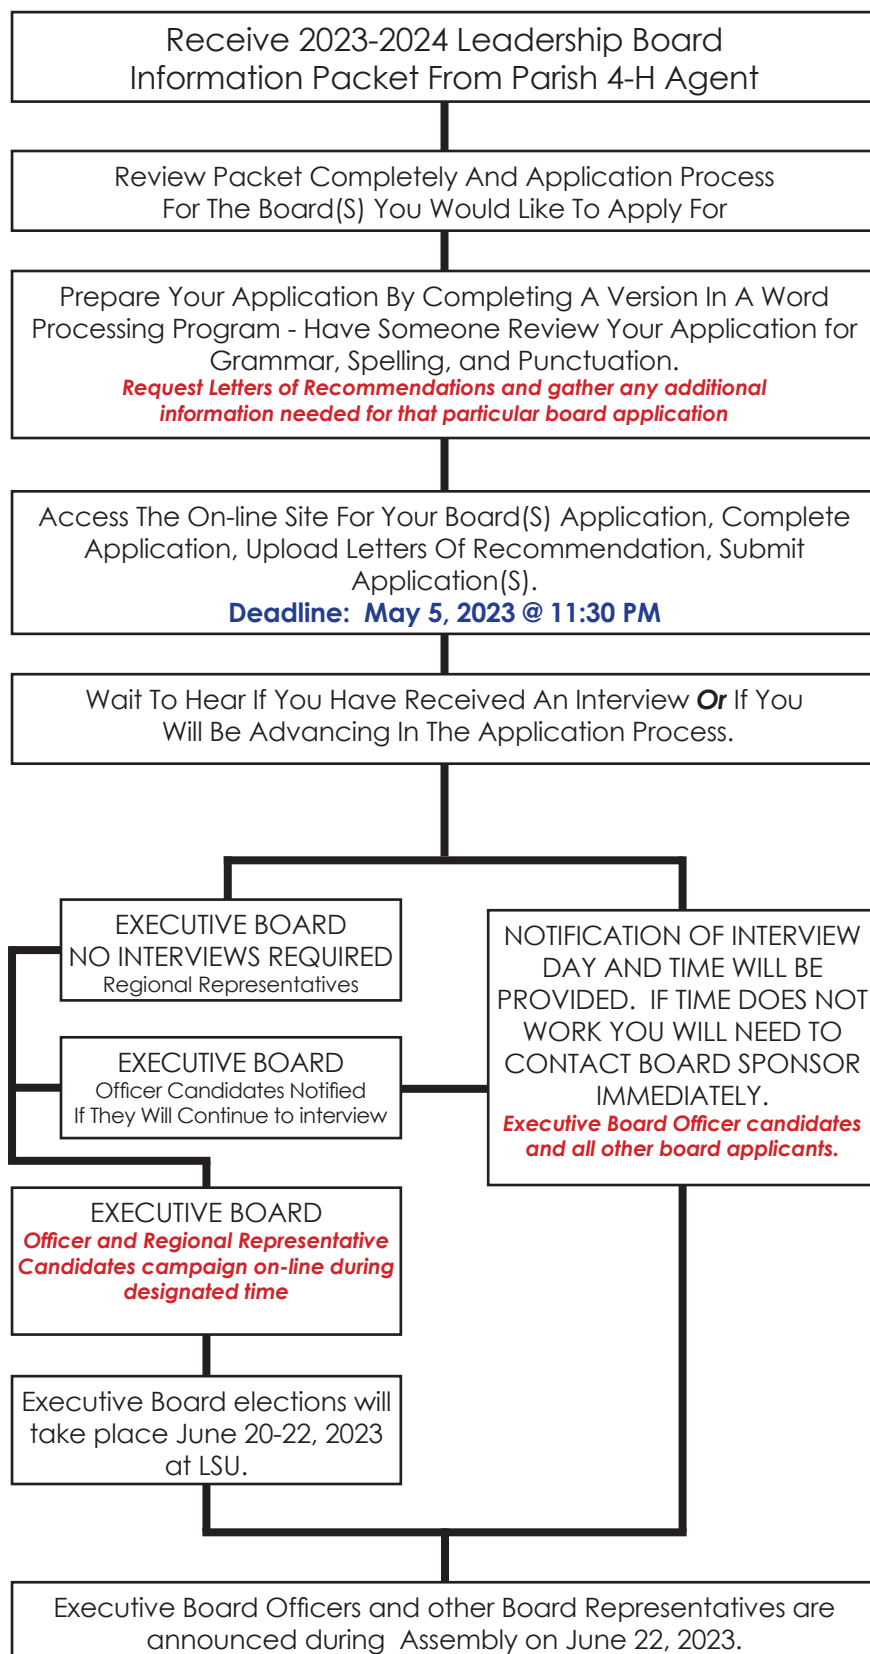 Receive 2023-2024 Leadership Board
Information Packet From Parish 4-H Agent
Review Packet Completely And Application Process
For The Board(S) You Would Like To Apply For
Prepare Your Application By Completing A Version In A Word
Processing Program - Have Someone Review Your Application for
Grammar, Spelling, and Punctuation.
Request Letters of Recommendations and gather any additional
information needed for that particular board application
Access The On-line Site For Your Board(S) Application, Complete
Application, Upload Letters Of Recommendation, Submit
Application(S).
Deadline:  May 5, 2023 @ 11:30 PM
Wait To Hear If You Have Received An Interview Or If You
Will Be Advancing In The Application Process.
EXECUTIVE BOARD
NO INTERVIEWS REQUIRED
Regional Representatives
EXECUTIVE BOARD
Officer Candidates Notified
If They Will Continue to interview
NOTIFICATION OF INTERVIEW
DAY AND TIME WILL BE
PROVIDED.  IF TIME DOES NOT
WORK YOU WILL NEED TO
CONTACT BOARD SPONSOR
IMMEDIATELY.
Executive Board Officer candidates
and all other board applicants.
EXECUTIVE BOARD
Officer and Regional Representative
Candidates campaign on-line during
designated time
Executive Board elections will
take place June 20-22, 2023
at LSU.
Executive Board Officers and other Board Representatives are
announced during  Assembly on June 22, 2023.